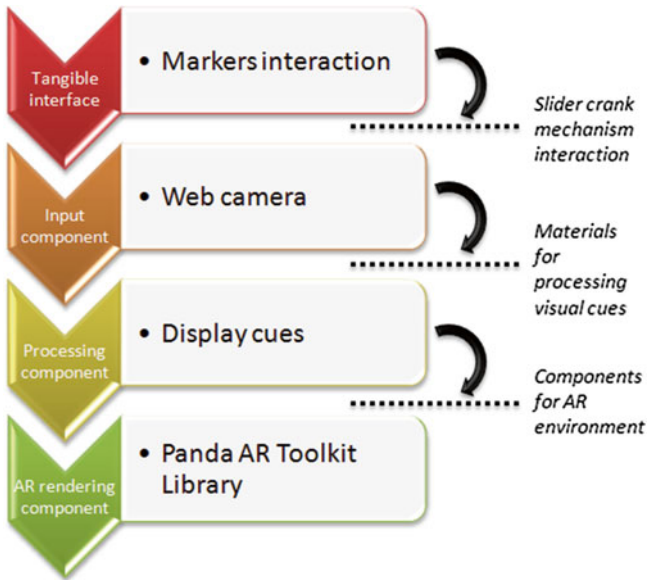 Tangible
interface
• Markers interaction
Slider crank
mechanism
interaction
Input
component
• Web camera
Materials
for
processing
visual cues
Processing
component
• Display cues
Components
for AR
environment
AR rendering
component
• Panda AR Toolkit
Library